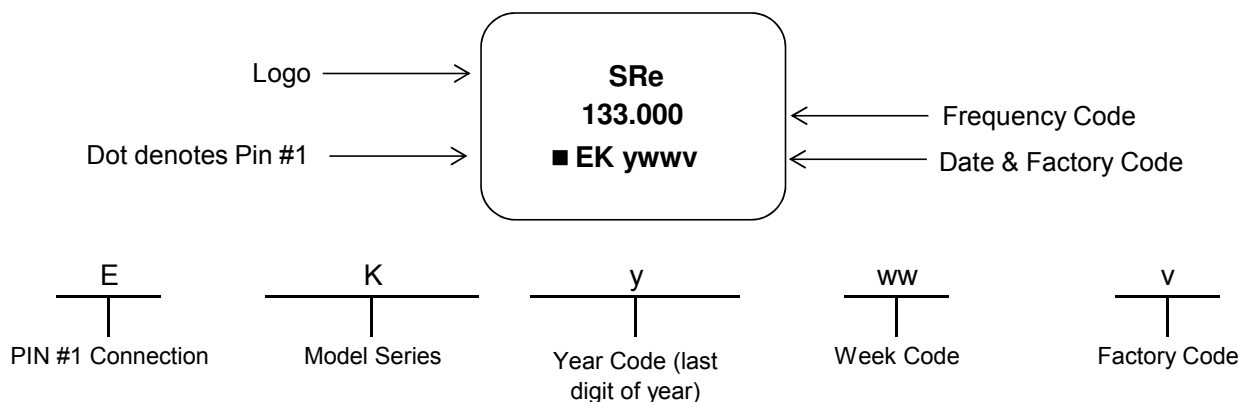 Logo
SRe
133.000
Frequency Code
Dot denotes Pin #1
■ EK ywwv
Date & Factory Code
E K y ww v
PIN #1 Connection
Model Series
Year Code (last
digit of year)
Week Code
Factory Code